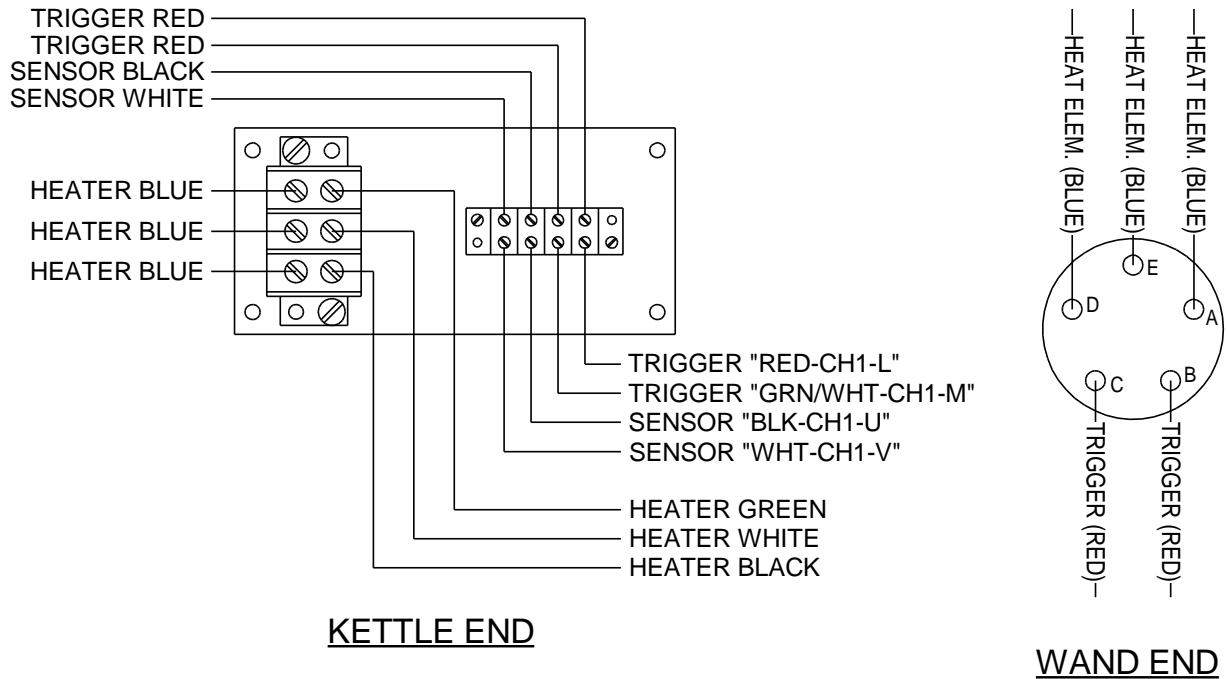 TRIGGER RED
TRIGGER RED
SENSOR BLACK
SENSOR WHITE
HEATER BLUE
HEATER BLUE
HEATER BLUE
TRIGGER "RED-CH1-L"
TRIGGER "GRN/WHT-CH1-M"
SENSOR "BLK-CH1-U"
SENSOR "WHT-CH1-V"
HEATER GREEN
HEATER WHITE
HEATER BLACK
KETTLE END
HEAT ELEM. (BLUE)
HEAT ELEM. (BLUE)
HEAT ELEM. (BLUE)
E
D
A
C
B
TRIGGER (RED)
TRIGGER (RED)
WAND END